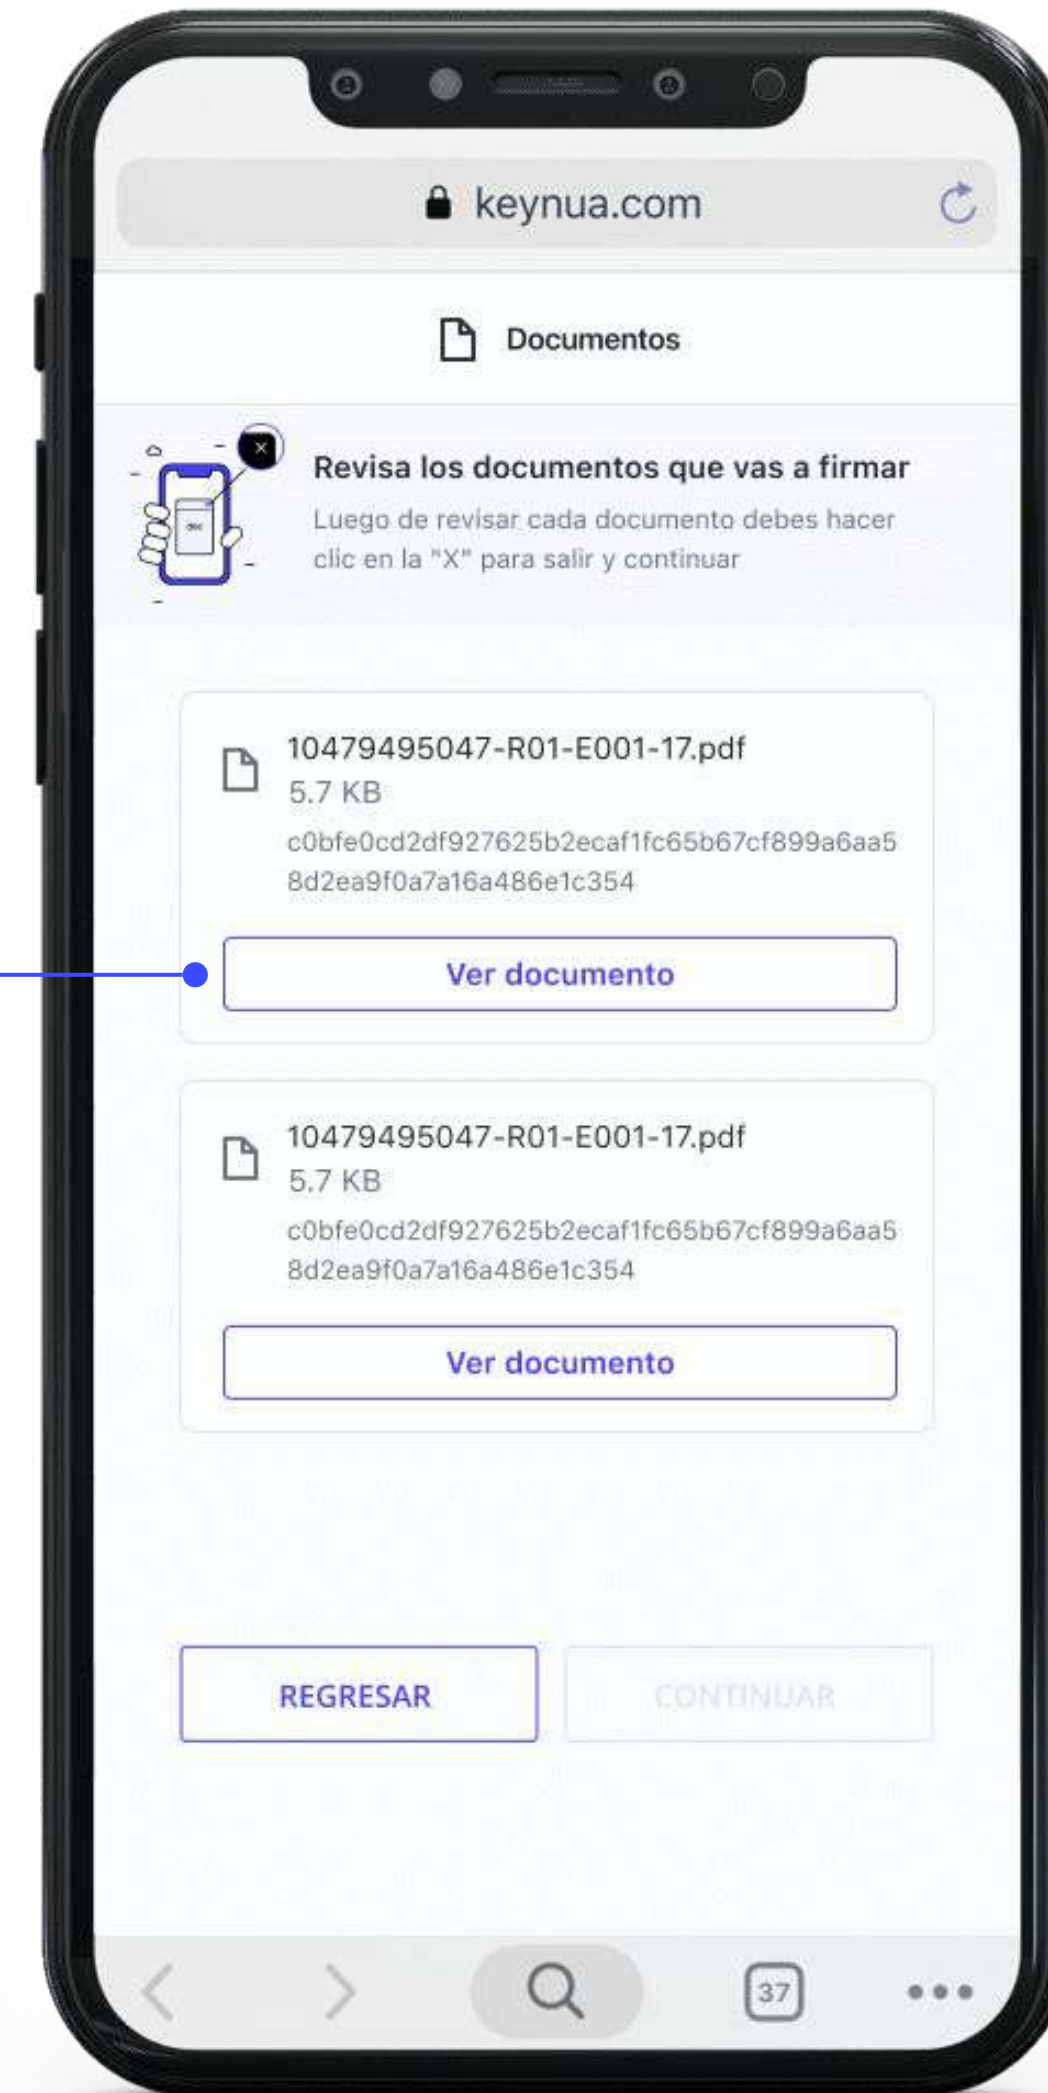 keynua.com
Documentos
Revisa los documentos que vas a firmar
Luego de revisar cada documento debes hacer
clic en la "X" para salir y continuar
10479495047-R01-E001-17.pdf
5.7 KB
c0bfe0cd2df927625b2ecaf1fc65b67cf899a6aa5
8d2ea9f0a7a16a486e1c354
Ver documento
10479495047-R01-E001-17.pdf
5.7 KB
c0bfe0cd2df927625b2ecaf1fc65b67cf899a6aa5
8d2ea9f0a7a16a486e1c354
Ver documento
REGRESAR
CONTINUAR
37